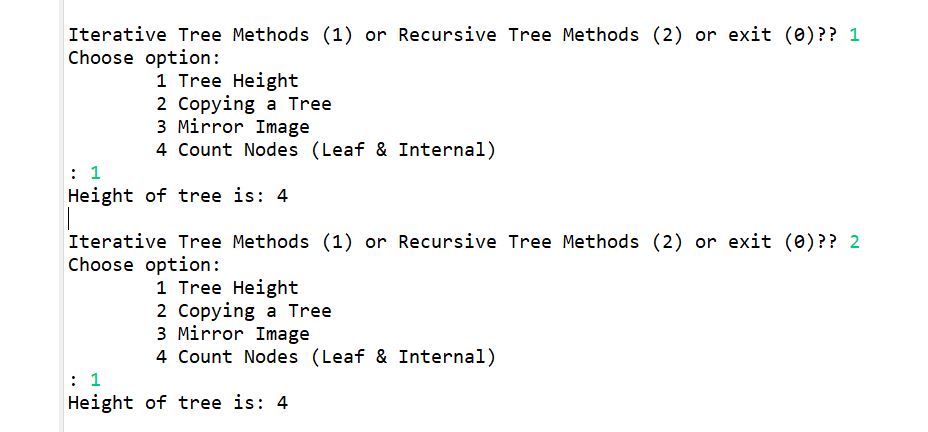 Iterative Tree Methods (1) or Recursive Tree Methods (2) or exit (0)?? 1
Choose option:
1 Tree Height
2 Copying a Tree
3 Mirror Image
4 Count Nodes (Leaf & Internal)
: 1
Height of tree is: 4
Iterative Tree Methods (1) or Recursive Tree Methods (2) or exit (0)?? 2
Choose option:
1 Tree Height
2 Copying a Tree
3 Mirror Image
4 Count Nodes (Leaf & Internal)
: 1
Height of tree is: 4